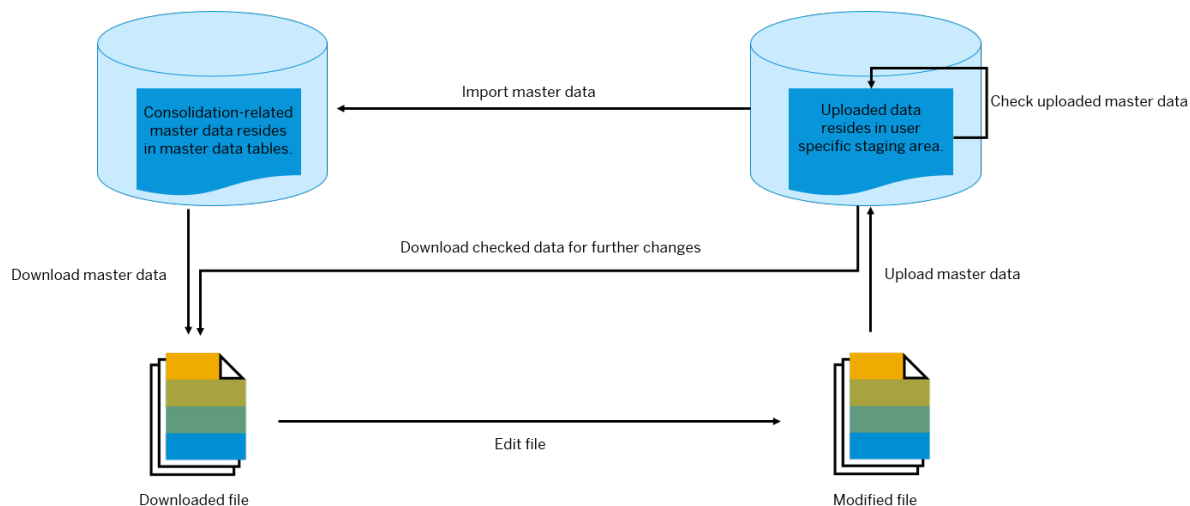 Import master data
Consolidation-related
master data resides
in master data tables.
Uploaded data
resides in user
specific staging area.
Check uploaded master data
Download checked data for further changes
Download master data
Upload master data
Edit file
Downloaded file
Modified file